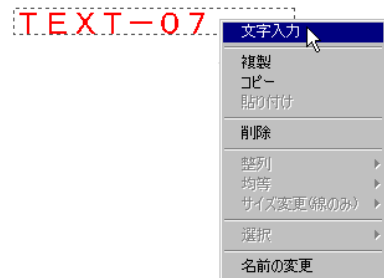 TEXT－07
文字入力
複製
コピー
貼り付け
削除
整列
均等
サイズ変更(線のみ)
選択
名前の変更